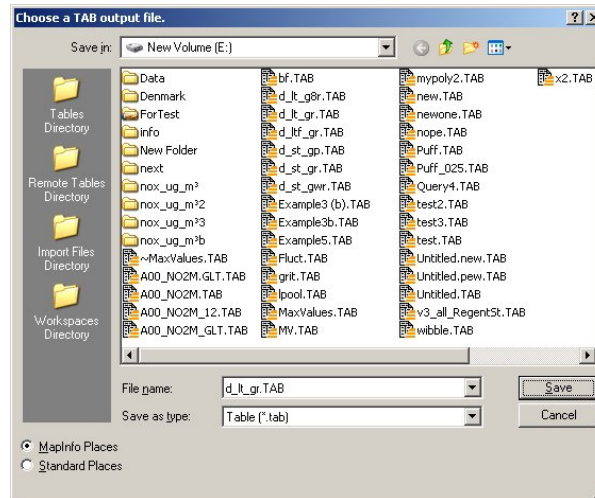 Choose a TAB output file.
Save in: New Volume (E:)
Tables Directory
Remote Tables Directory
Import Files Directory
Workspaces Directory
Data
Denmark
ForTest
info
New Folder
next
nox_ug_m³
nox_ug_m³2
nox_ug_m³3
nox_ug_m³b
~MaxValues.TAB
A00_NO2M.GLT.TAB
A00_NO2M.TAB
A00_NO2M_12.TAB
A00_NO2M_GLT.TAB
bf.TAB
d_lt_g8r.TAB
d_lt_gr.TAB
d_ltf_gr.TAB
d_st_gp.TAB
d_st_gr.TAB
d_st_gwr.TAB
Example3 (b).TAB
Example3b.TAB
Example5.TAB
Fluct.TAB
grit.TAB
lpool.TAB
MaxValues.TAB
MV.TAB
mypoly2.TAB
new.TAB
newone.TAB
nope.TAB
Puff.TAB
Puff_025.TAB
Query4.TAB
test2.TAB
test3.TAB
test.TAB
Untitled.new.TAB
Untitled.pew.TAB
Untitled.TAB
v3_all_RegentSt.TAB
wibble.TAB
x2.TAB
File name: d_lt_gr.TAB Save
Save as type: Table (*.tab) Cancel
MapInfo Places
Standard Places